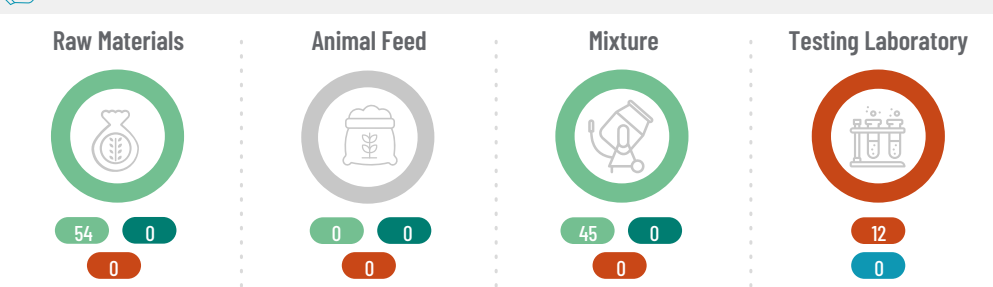 Raw Materials
Animal Feed
Mixture
Testing Laboratory
54 0
0
0 0
0
45 0
0
12
0